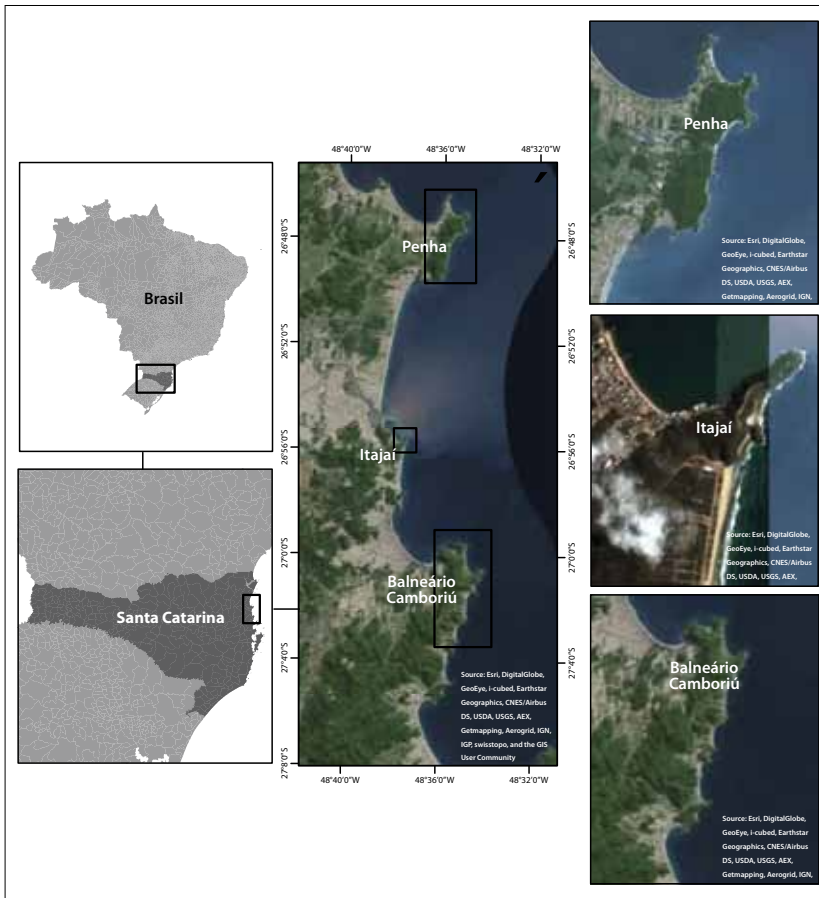 Brasil
Santa Catarina
48°40'0"W 48°36'0"W 48°32'0"W
26°48'0"S
26°52'0"S
26°56'0"S
27°0'0"S
27°4'0"S
27°8'0"S
Penha
Itajaí
Balneário
Camboriú
Source: Esri, DigitalGlobe,
GeoEye, i-cubed, Earthstar
Geographics, CNES/Airbus
DS, USDA, USGS, AEX,
Getmapping, Aerogrid, IGN,
IGP, swisstopo, and the GIS
User Community
26°48'0"S
26°52'0"S
26°56'0"S
27°0'0"S
27°4'0"S
48°40'0"W 48°36'0"W 48°32'0"W
Penha
Source: Esri, DigitalGlobe,
GeoEye, i-cubed, Earthstar
Geographics, CNES/Airbus
DS, USDA, USGS, AEX,
Getmapping, Aerogrid, IGN,
Itajaí
Source: Esri, DigitalGlobe,
GeoEye, i-cubed, Earthstar
Geographics, CNES/Airbus
DS, USDA, USGS, AEX,
Balneário
Camboriú
Source: Esri, DigitalGlobe,
GeoEye, i-cubed, Earthstar
Geographics, CNES/Airbus
DS, USDA, USGS, AEX,
Getmapping, Aerogrid, IGN,